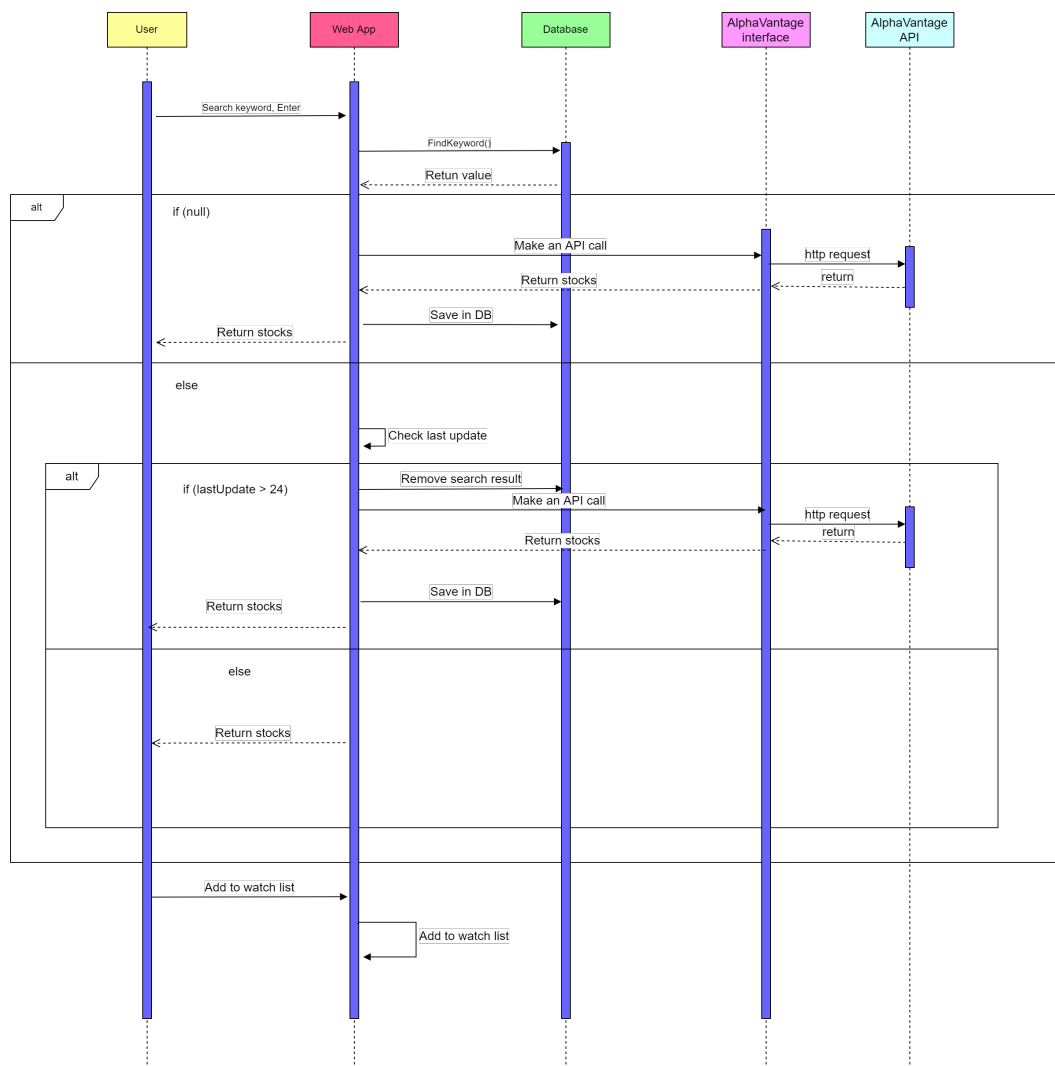 User
Web App
Database
AlphaVantage
interface
AlphaVantage
API
Search keyword, Enter
FindKeyword()
Retun value
alt
if (null)
Make an API call
http request
return
Return stocks
Save in DB
Return stocks
else
Check last update
alt
if (lastUpdate > 24)
Remove search result
Make an API call
http request
return
Return stocks
Save in DB
Return stocks
else
Return stocks
Add to watch list
Add to watch list